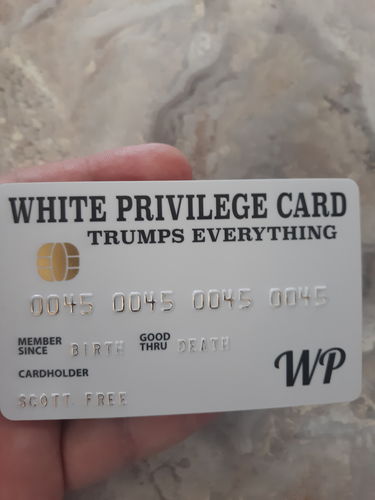 WHITE PRIVILEGE CARD
TRUMPS EVERYTHING
0045 0045 0045 0045
MEMBER SINCE BIRTH GOOD THRU DEATH
CARDHOLDER
SCOTT FREE
WP